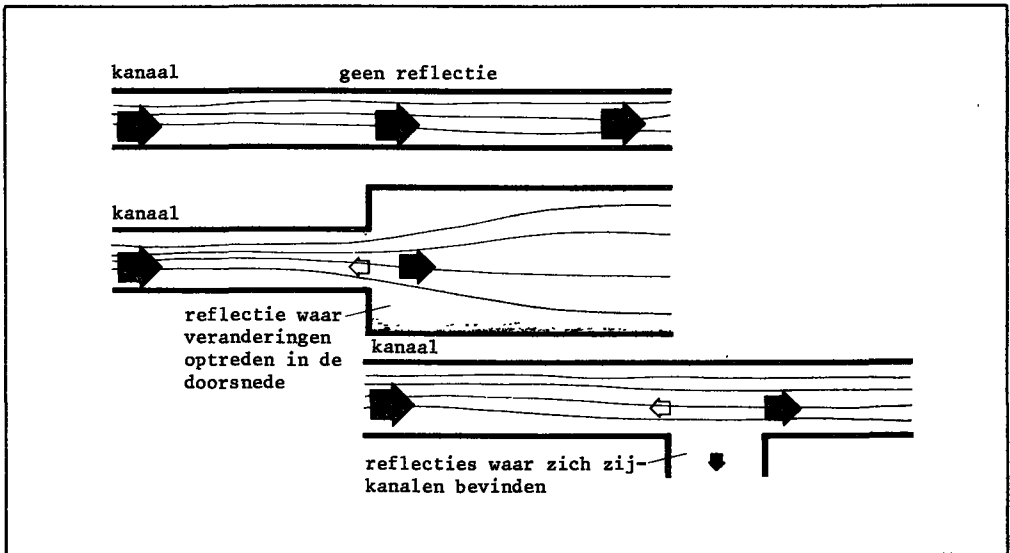 kanaal geen reflectie
kanaal
reflectie waar
veranderingen
optreden in de
doorsnede
kanaal
reflecties waar zich zij-
kanalen bevinden